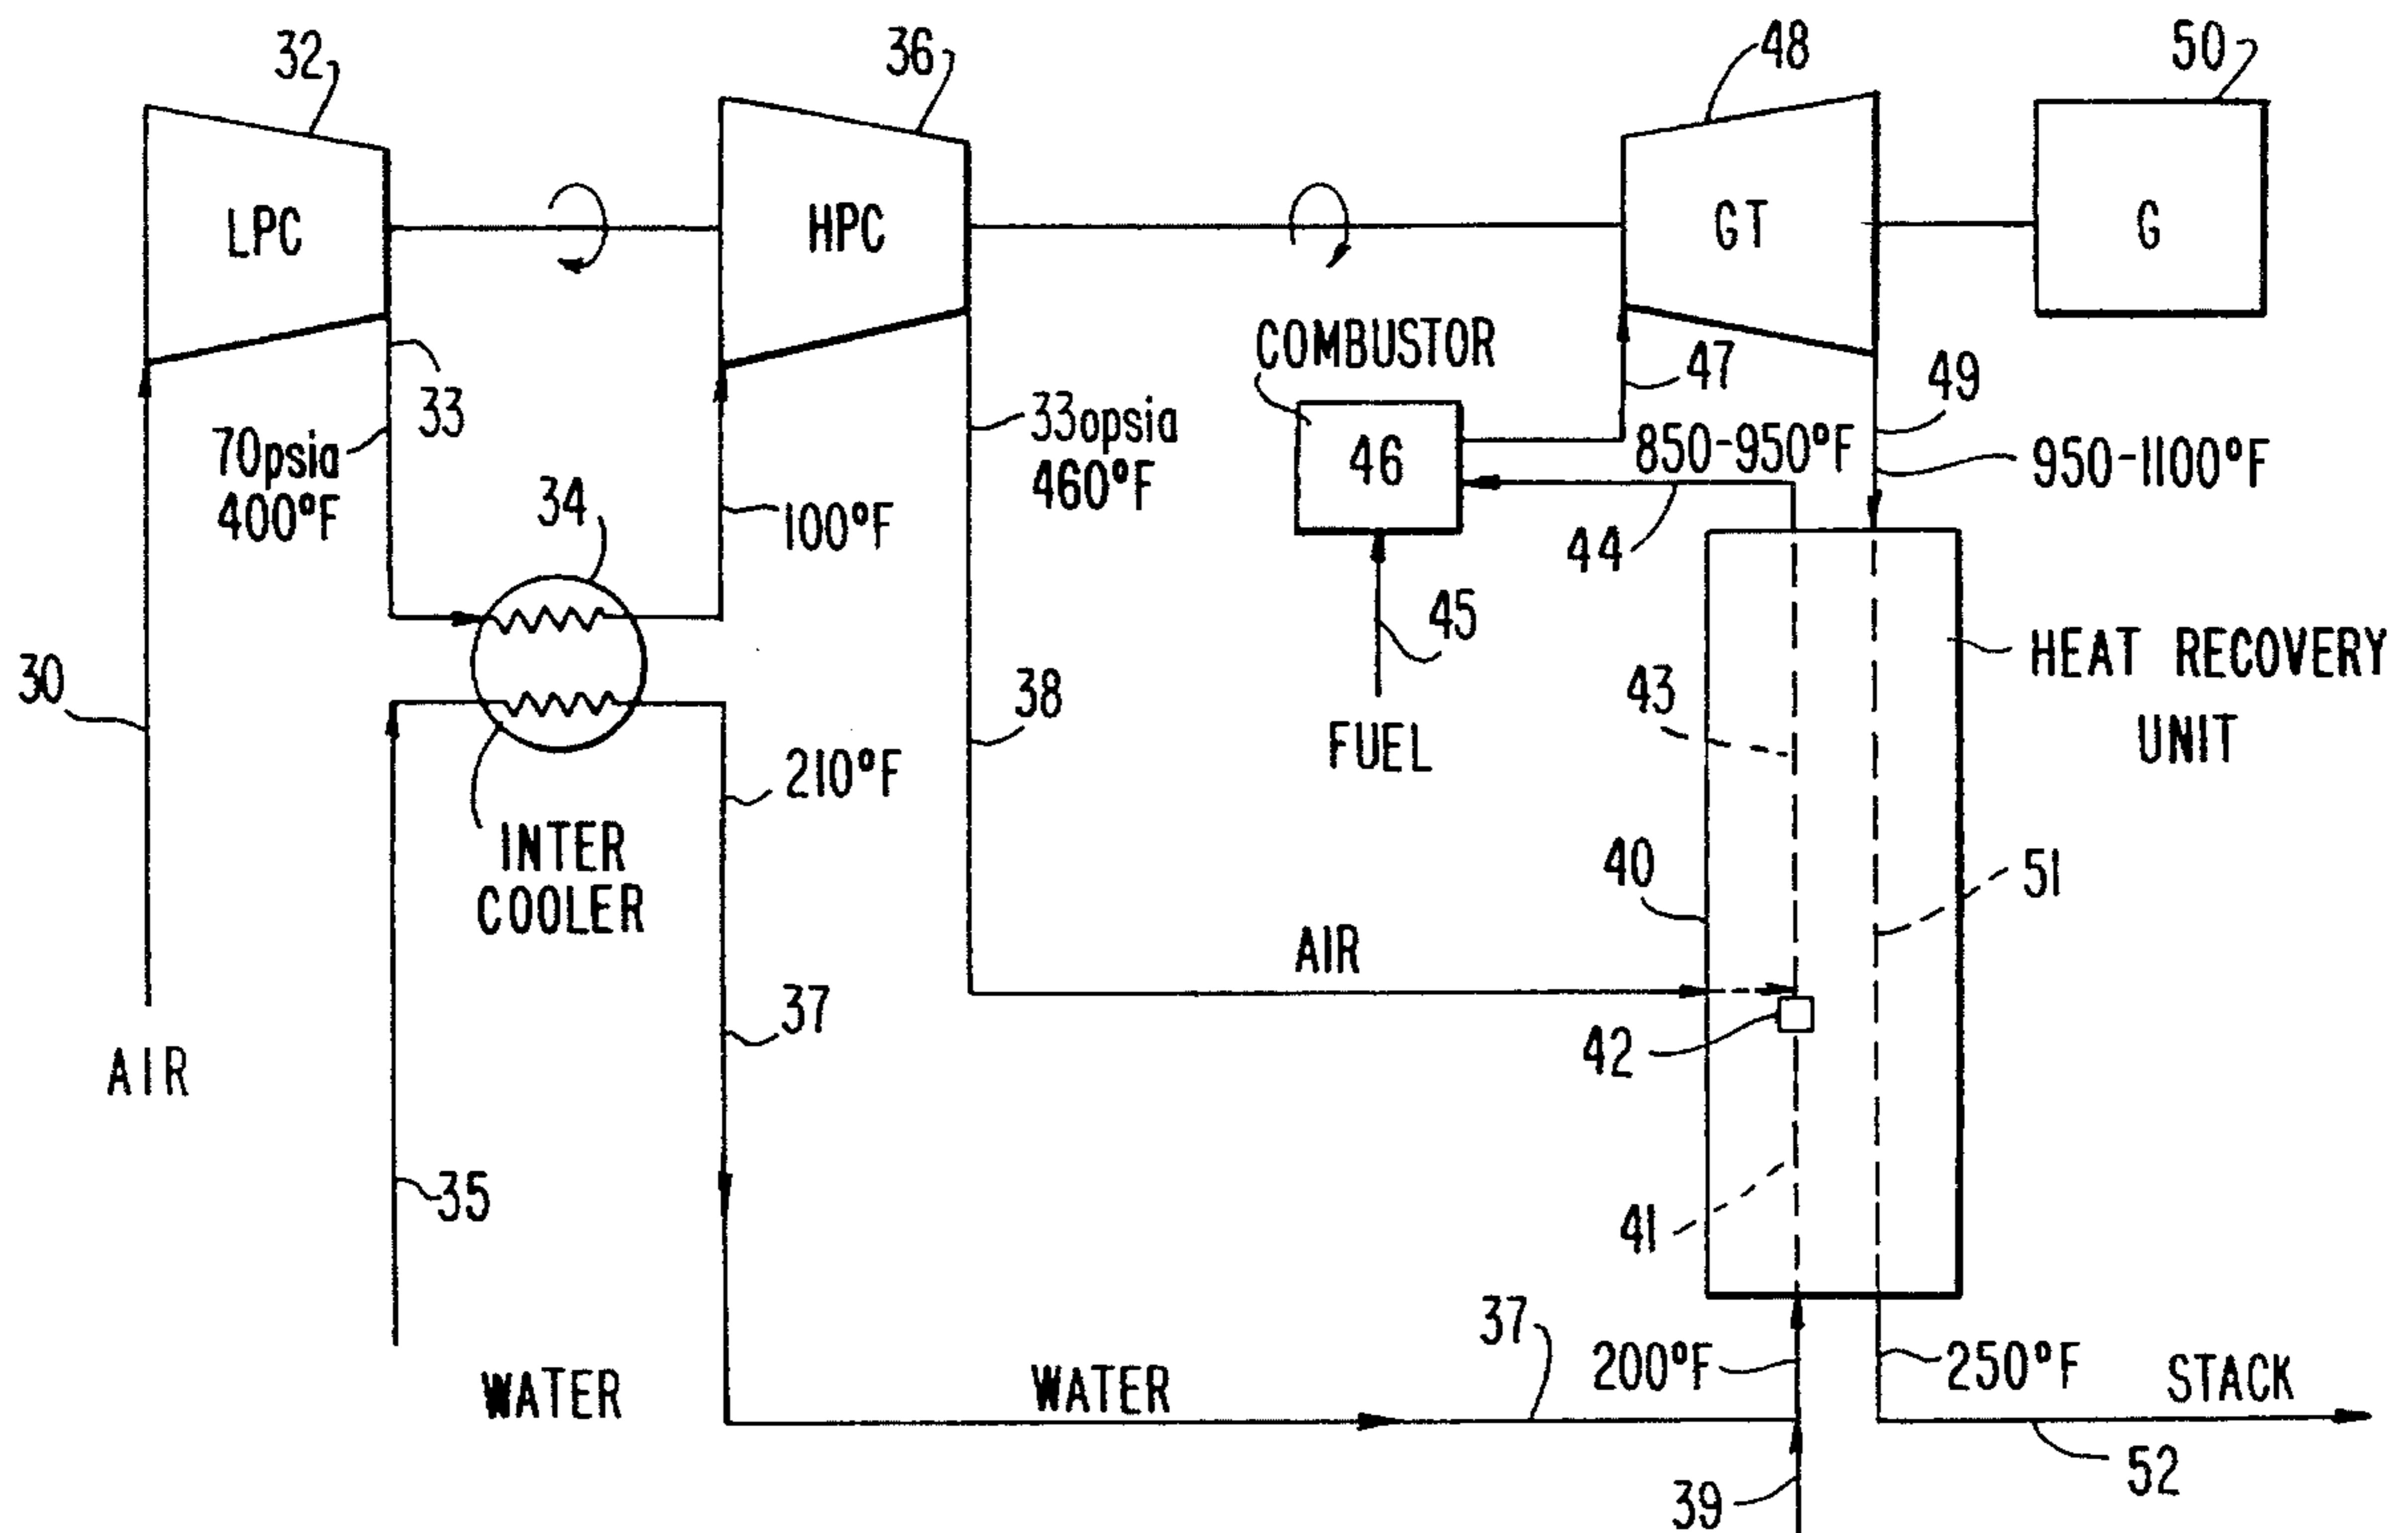 32
36
48
50
LPC
HPC
GT
G
COMBUSTOR
33
47
49
70psia
400°F
33opsia
460°F
46
850-950°F
950-1100°F
34
100°F
44
45
30
38
43
HEAT RECOVERY
UNIT
FUEL
210°F
INTER
COOLER
40
51
AIR
37
42
AIR
35
41
37
200°F
250°F
STACK
WATER
WATER
39
52